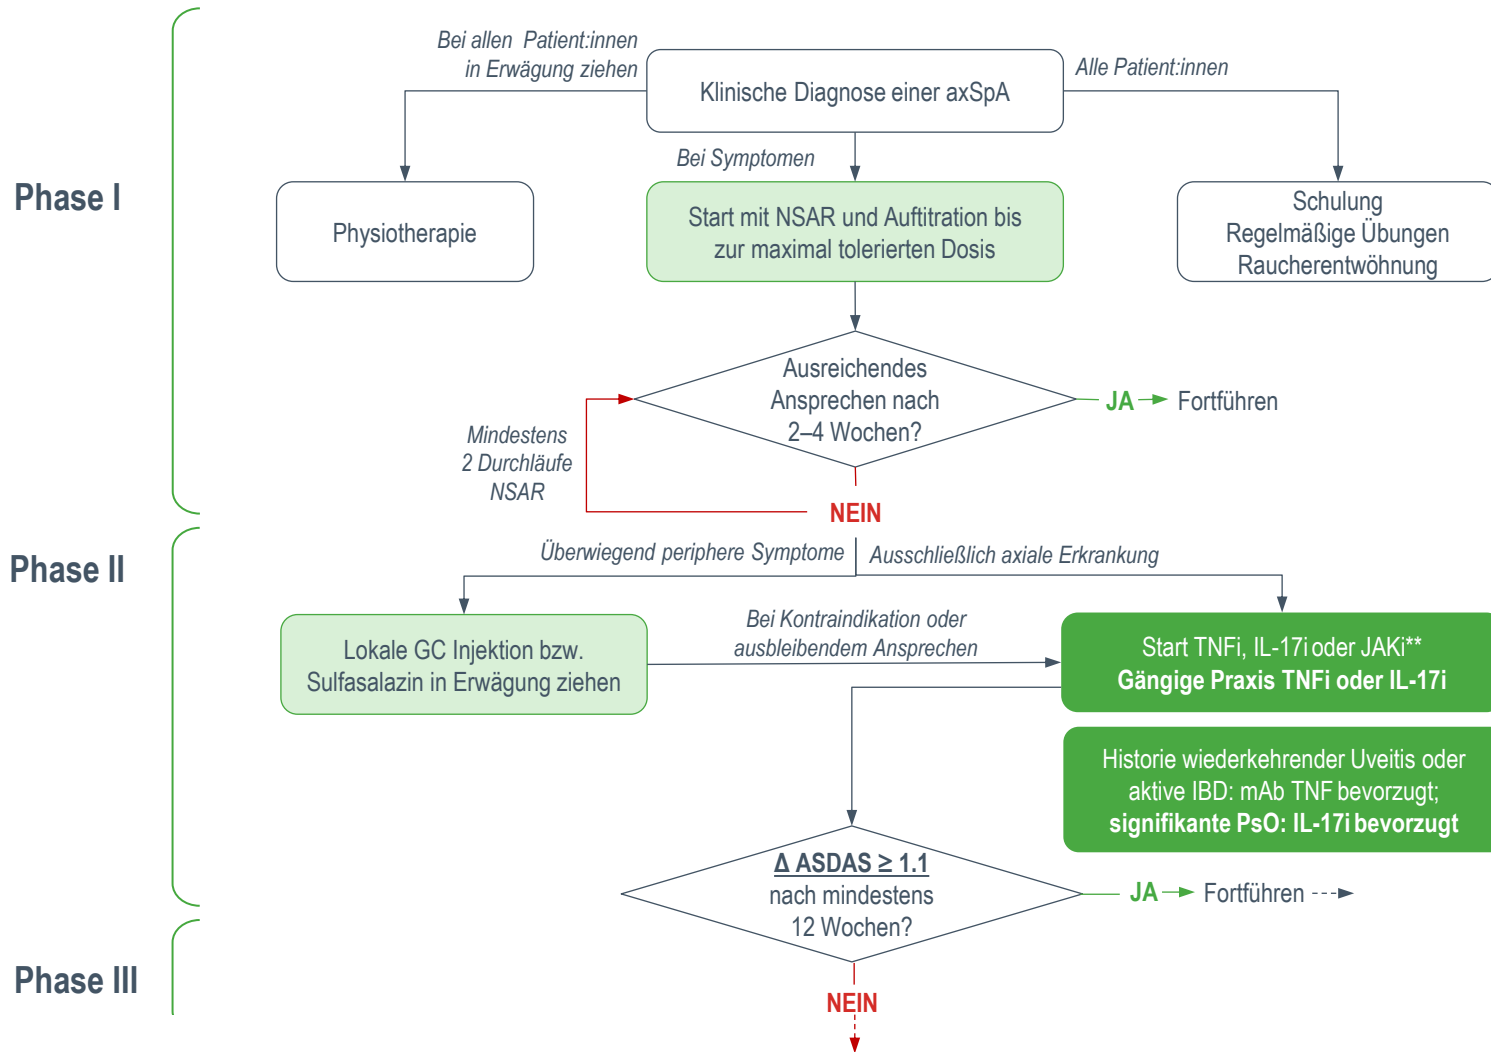 Bei allen Patient:innen
in Erwägung ziehen
Klinische Diagnose einer axSpA
Alle Patient:innen
Bei Symptomen
Phase I
Physiotherapie
Start mit NSAR und Auftitration bis
zur maximal tolerierten Dosis
Schulung
Regelmäßige Übungen
Raucherentwöhnung
Ausreichendes
Ansprechen nach
2–4 Wochen?
JA
Fortführen
Mindestens
2 Durchläufe
NSAR
NEIN
Phase II
Überwiegend periphere Symptome
Ausschließlich axiale Erkrankung
Lokale GC Injektion bzw.
Sulfasalazin in Erwägung ziehen
Bei Kontraindikation oder
ausbleibendem Ansprechen
Start TNFi, IL-17i oder JAKi**
Gängige Praxis TNFi oder IL-17i
Historie wiederkehrender Uveitis oder
aktive IBD: mAb TNF bevorzugt;
signifikante PsO: IL-17i bevorzugt
Δ ASDAS ≥ 1.1
nach mindestens
12 Wochen?
JA
Fortführen
Phase III
NEIN